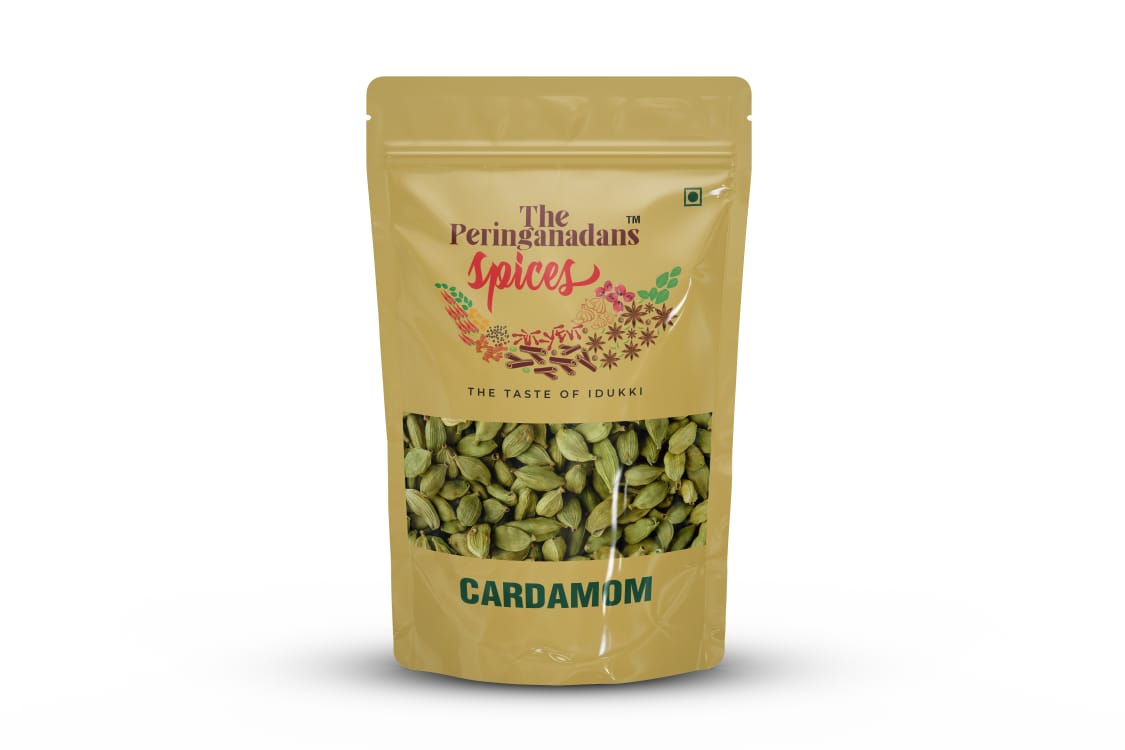 The
Peringanadans™
spices
THE TASTE OF IDUKKI
CARDAMOM